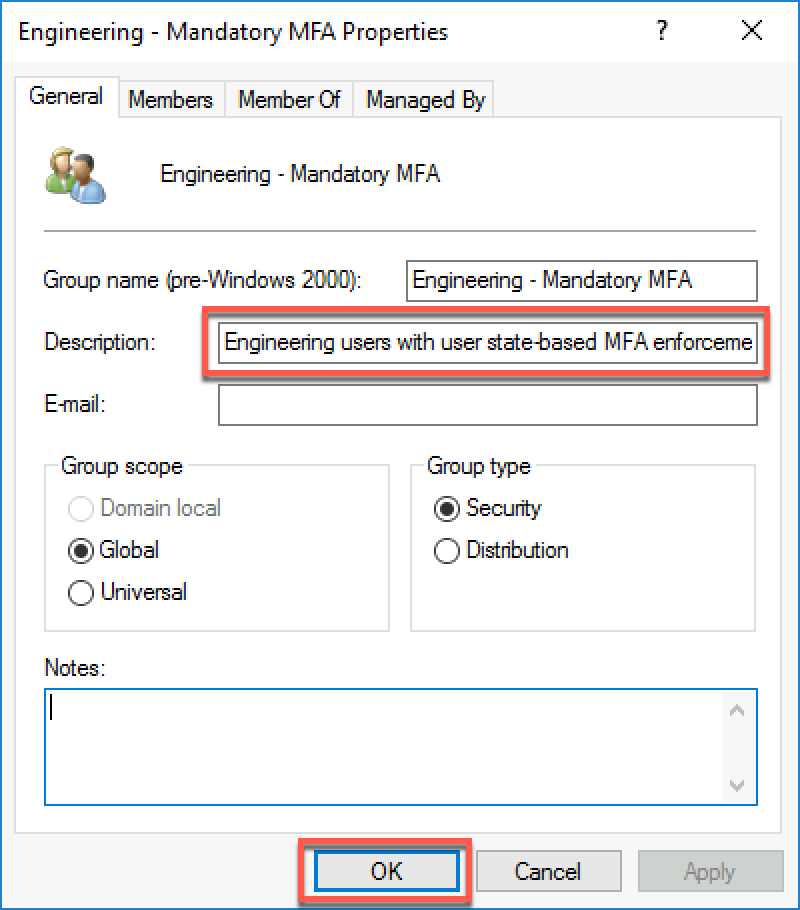 Engineering - Mandatory MFA Properties ?
General Members Member Of Managed By
Engineering - Mandatory MFA
Group name (pre-Windows 2000): Engineering - Mandatory MFA
Description: Engineering users with user state-based MFA enforceme
E-mail:
Group scope Group type
Domain local Security
Global Distribution
Universal
Notes:
OK Cancel Apply